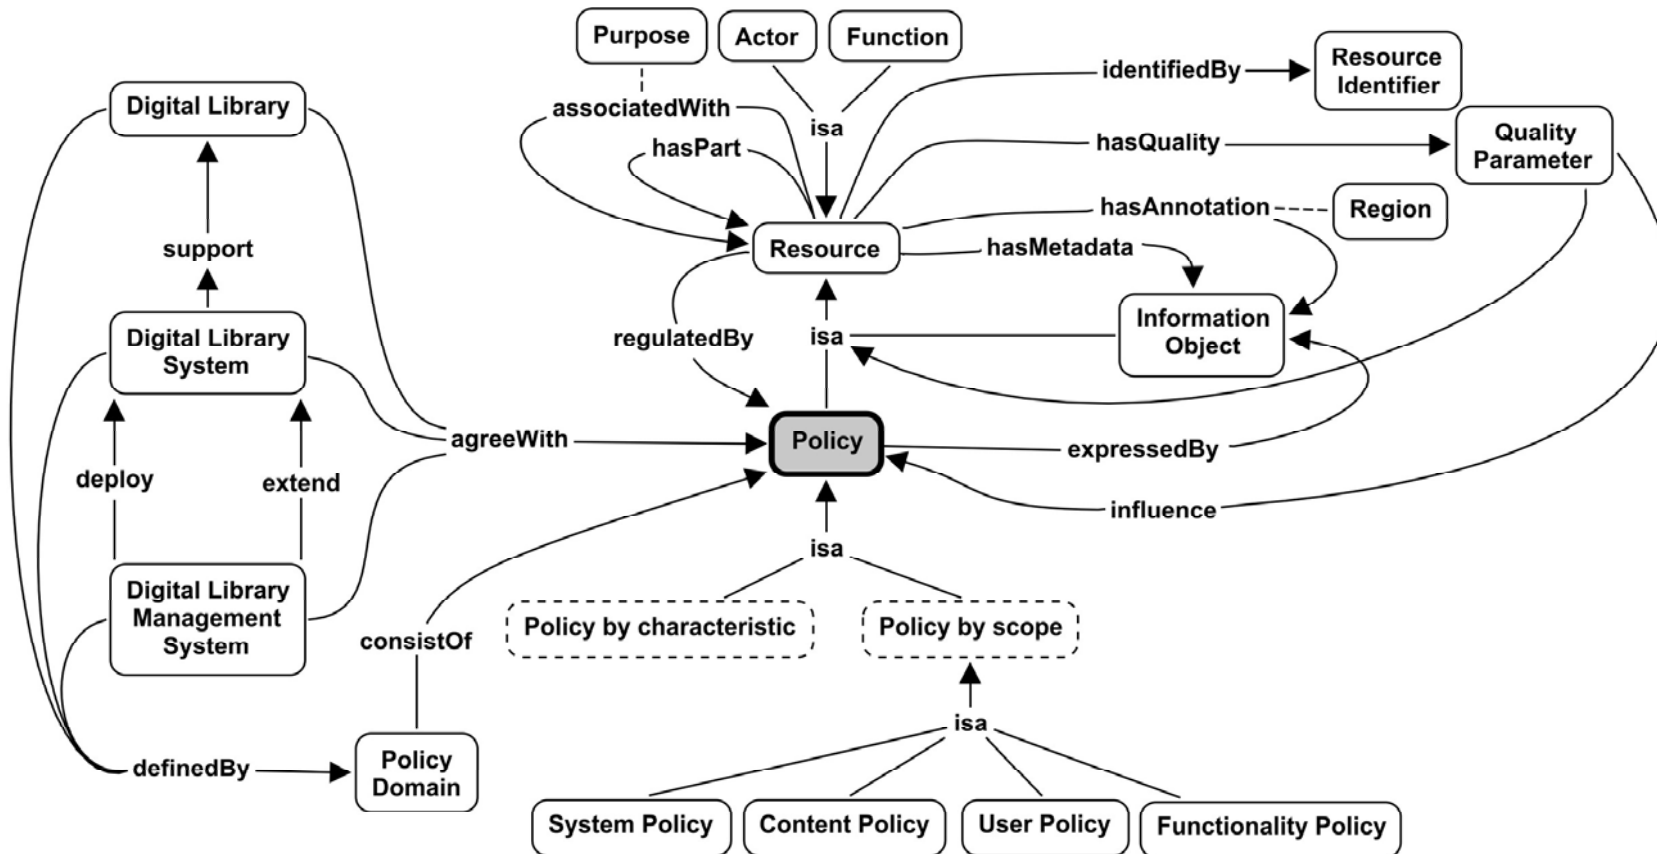 Purpose
Actor
Function
Resource
Identifier
identifiedBy
associatedWith
Digital Library
isa
hasPart
hasQuality
Quality
Parameter
hasAnnotation
Region
support
Resource
hasMetadata
Digital Library
System
regulatedBy
isa
Information
Object
agreeWith
Policy
expressedBy
deploy
extend
influence
isa
Digital Library
Management
System
consistOf
Policy by characteristic
Policy by scope
isa
definedBy
Policy
Domain
System Policy
Content Policy
User Policy
Functionality Policy